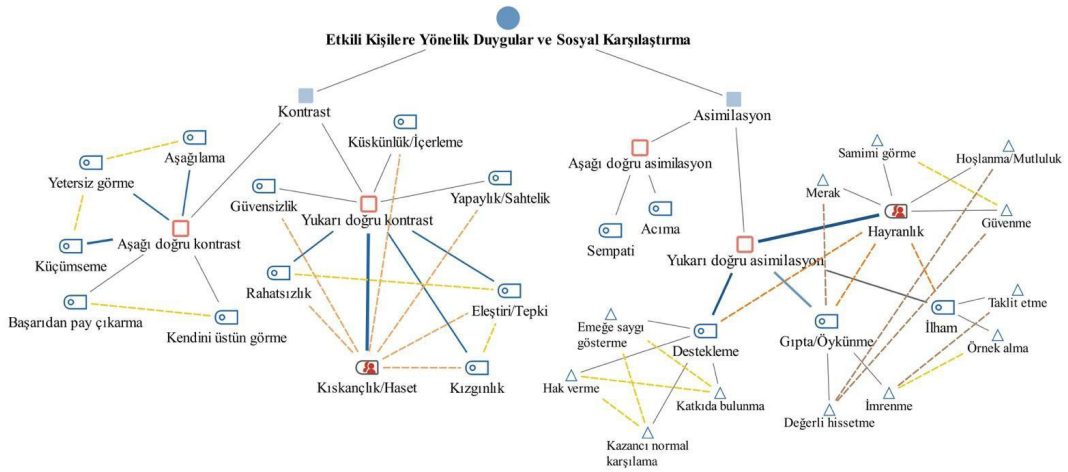 Etkili Kişilere Yönelik Duygular ve Sosyal Karşılaştırma
Kontrast
Asimilasyon
Aşağılama
Yetersiz görme
Aşağı doğru kontrast
Küçümseme
Başarıdan pay çıkarma
Kendini üstün görme
Küskünlük/İçerleme
Güvensizlik
Yapaylık/Sahtelik
Yukarı doğru kontrast
Rahatsızlık
Eleştiri/Tepki
Kıskançlık/Haset
Kızgınlık
Aşağı doğru asimilasyon
Sempati
Acıma
Yukarı doğru asimilasyon
Samimi görme
Hoşlanma/Mutluluk
Merak
Hayranlık
Güvenme
Emeğe saygı
gösterme
Destekleme
Gıpta/Öykünme
İlham
Taklit etme
Örnek alma
Hak verme
Katkıda bulunma
Kazancı normal
karşılama
Değerli hissetme
İmrenme